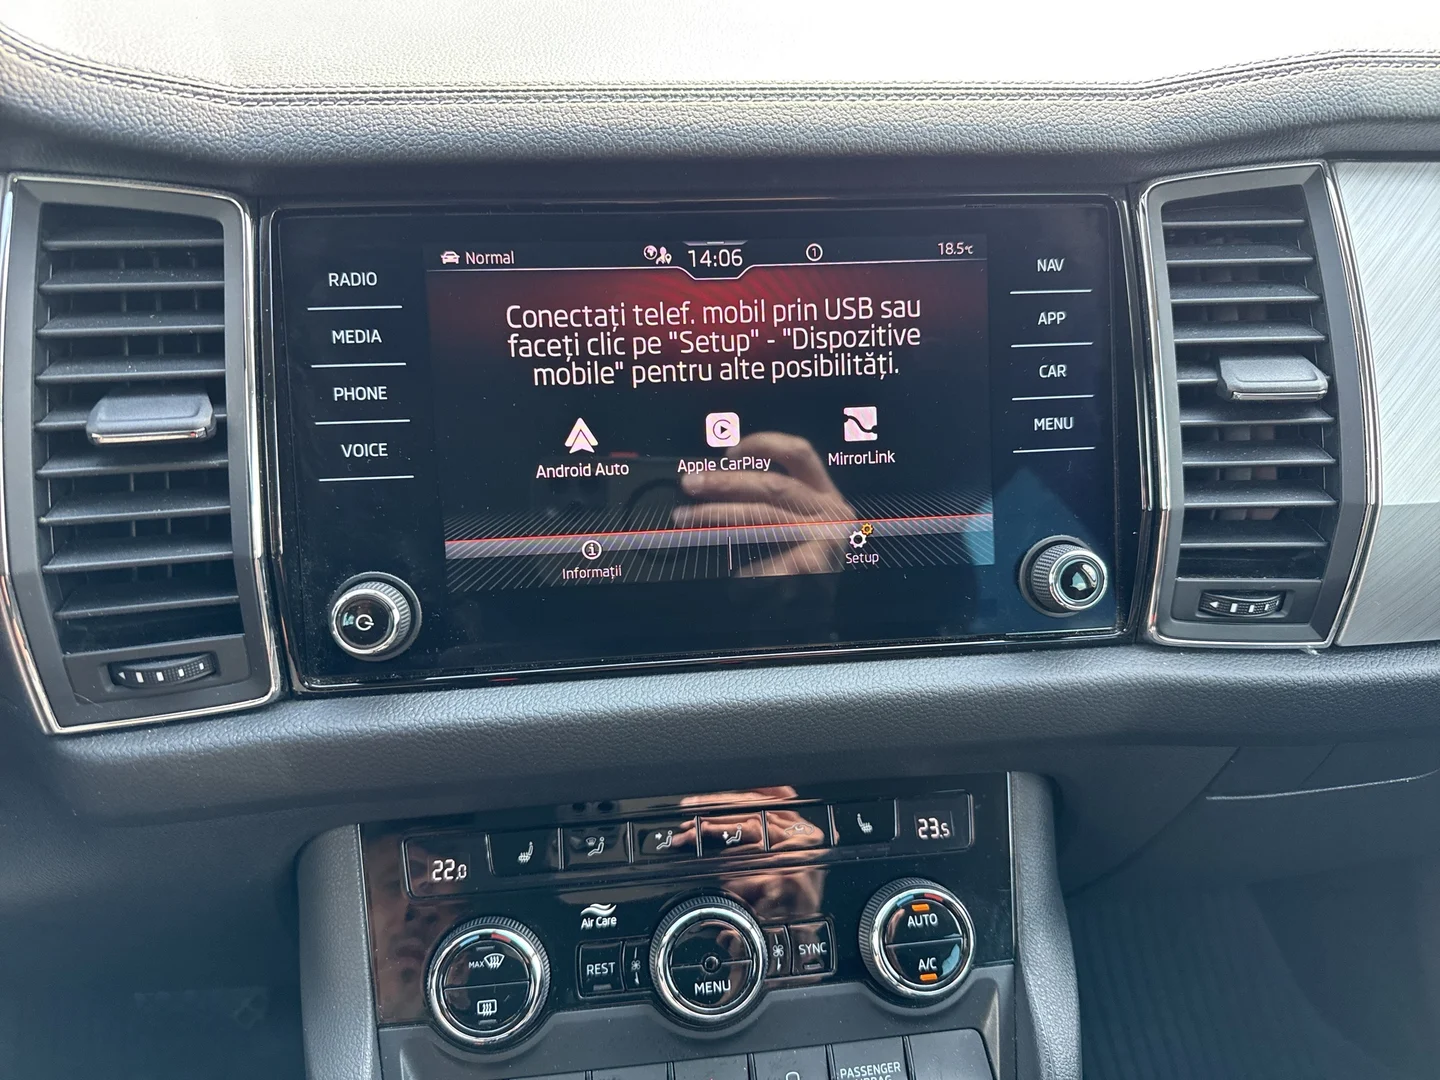 Normal
14:06
1
18.5°C
RADIO
MEDIA
PHONE
VOICE
NAV
APP
CAR
MENU
Conectați telef. mobil prin USB sau
faceți clic pe "Setup" - "Dispozitive
mobile" pentru alte posibilități.
Android Auto
Apple CarPlay
MirrorLink
Informații
Setup
22.0
23.5
Air Care
MAX
REST
MENU
SYNC
AUTO
A/C
PASSENGER